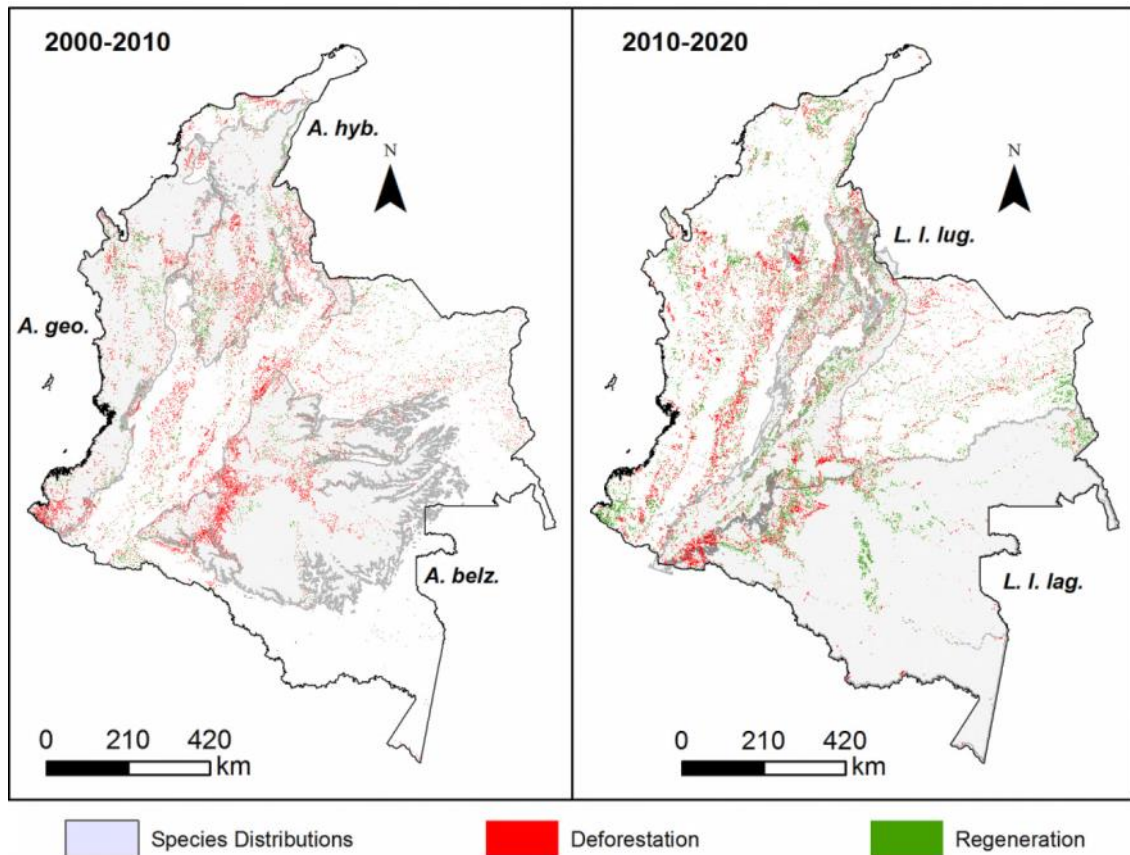 2000-2010
A. hyb.
N
A. geo.
A. belz.
0 210 420
km
2010-2020
N
L. l. lug.
L. l. lag.
0 210 420
km
Species Distributions
Deforestation
Regeneration